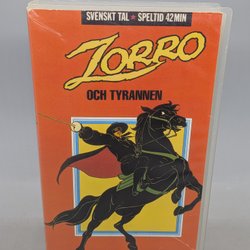 SVENSKT TAL ★ SPELTID 42 MIN
ZORRO
OCH TYRANNEN